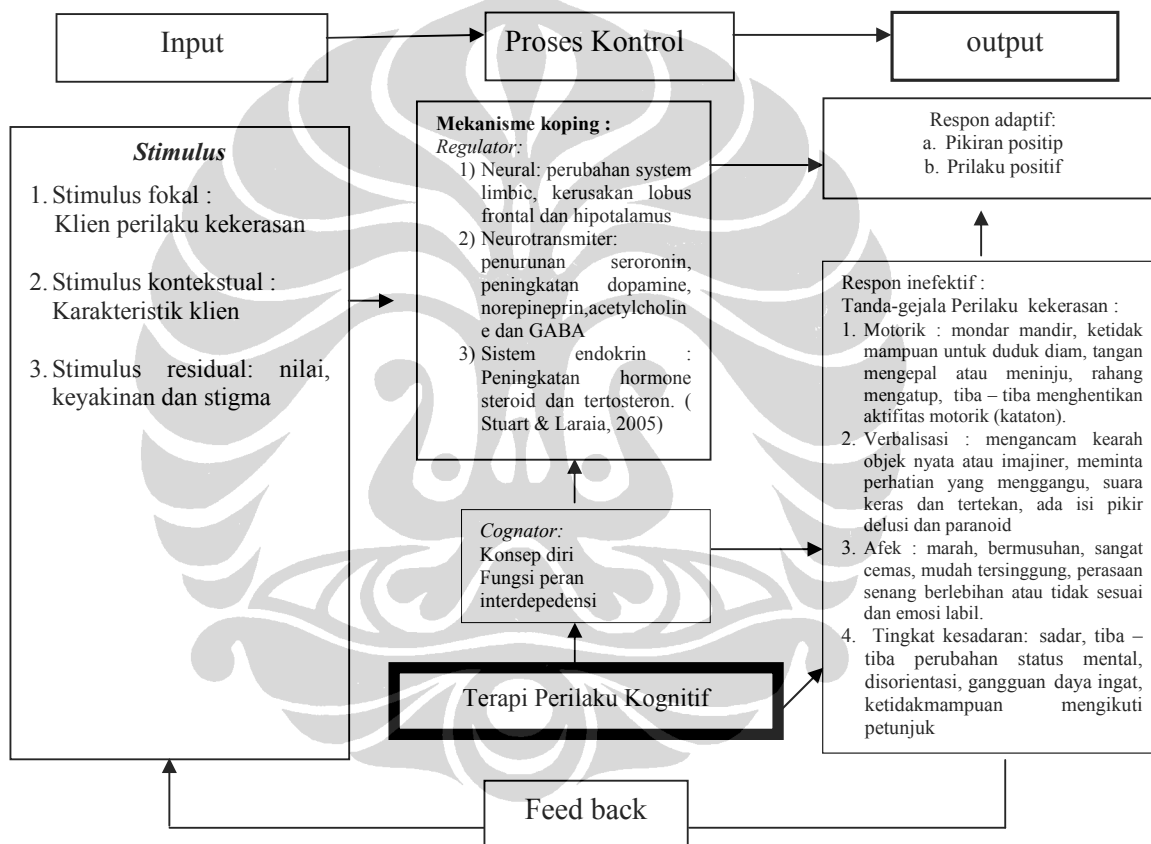 Input
Proses Kontrol
output
Stimulus
1. Stimulus fokal :
Klien perilaku kekerasan
2. Stimulus kontekstual :
Karakteristik klien
3. Stimulus residual: nilai,
keyakinan dan stigma
Mekanisme koping :
Regulator:
1) Neural: perubahan system
limbic, kerusakan lobus
frontal dan hipotalamus
2) Neurotransmiter:
penurunan seroronin,
peningkatan dopamine,
norepineprin,acetylcholin
e dan GABA
3) Sistem endokrin :
Peningkatan hormone
steroid dan tertosteron. (
Stuart & Laraia, 2005)
Cognator:
Konsep diri
Fungsi peran
interdepedensi
Terapi Perilaku Kognitif
Respon adaptif:
a. Pikiran positip
b. Prilaku positif
Respon inefektif :
Tanda-gejala Perilaku kekerasan :
1. Motorik : mondar mandir, ketidak
mampuan untuk duduk diam, tangan
mengepal atau meninju, rahang
mengatup, tiba – tiba menghentikan
aktifitas motorik (kataton).
2. Verbalisasi : mengancam kearah
objek nyata atau imajiner, meminta
perhatian yang menggangu, suara
keras dan tertekan, ada isi pikir
delusi dan paranoid
3. Afek : marah, bermusuhan, sangat
cemas, mudah tersinggung, perasaan
senang berlebihan atau tidak sesuai
dan emosi labil.
4. Tingkat kesadaran: sadar, tiba –
tiba perubahan status mental,
disorientasi, gangguan daya ingat,
ketidakmampuan mengikuti
petunjuk
Feed back